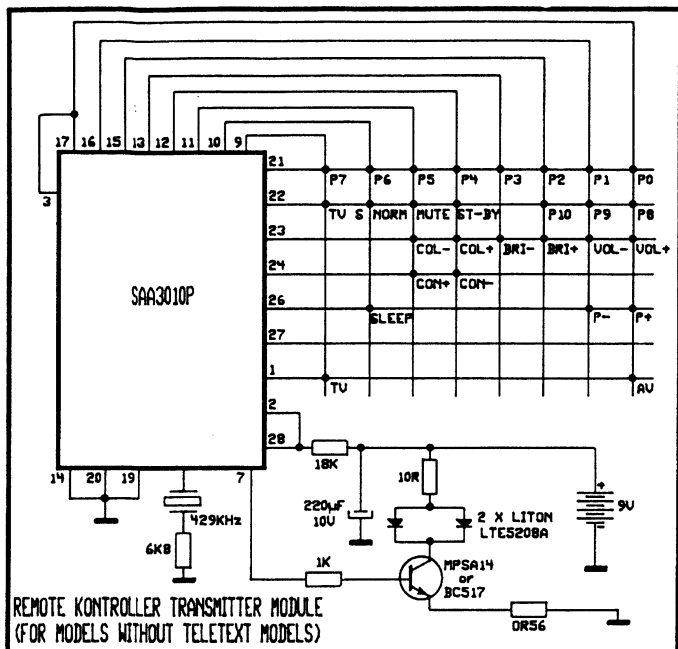 17 16 15 13 12 11 10 9
3
21
P7 P6 P5 P4 P3 P2 P1 P0
22
TV S NORM MUTE ST-BY P10 P9 P8
23
COL- COL+ BRI- BRI+ VOL- VOL+
24
CON+ CON-
SAA3010P
26
SLEEP P- P+
27
1
TV AV
2
28
18K
14 20 19 7
10R
429KHz
220µF
10V
2 X LITON
LTE5208A
+
9V
6K8
1K
MPSA14
or
BC517
0R56
REMOTE KONTROLLER TRANSMITTER MODULE
(FOR MODELS WITHOUT TELETEXT MODELS)